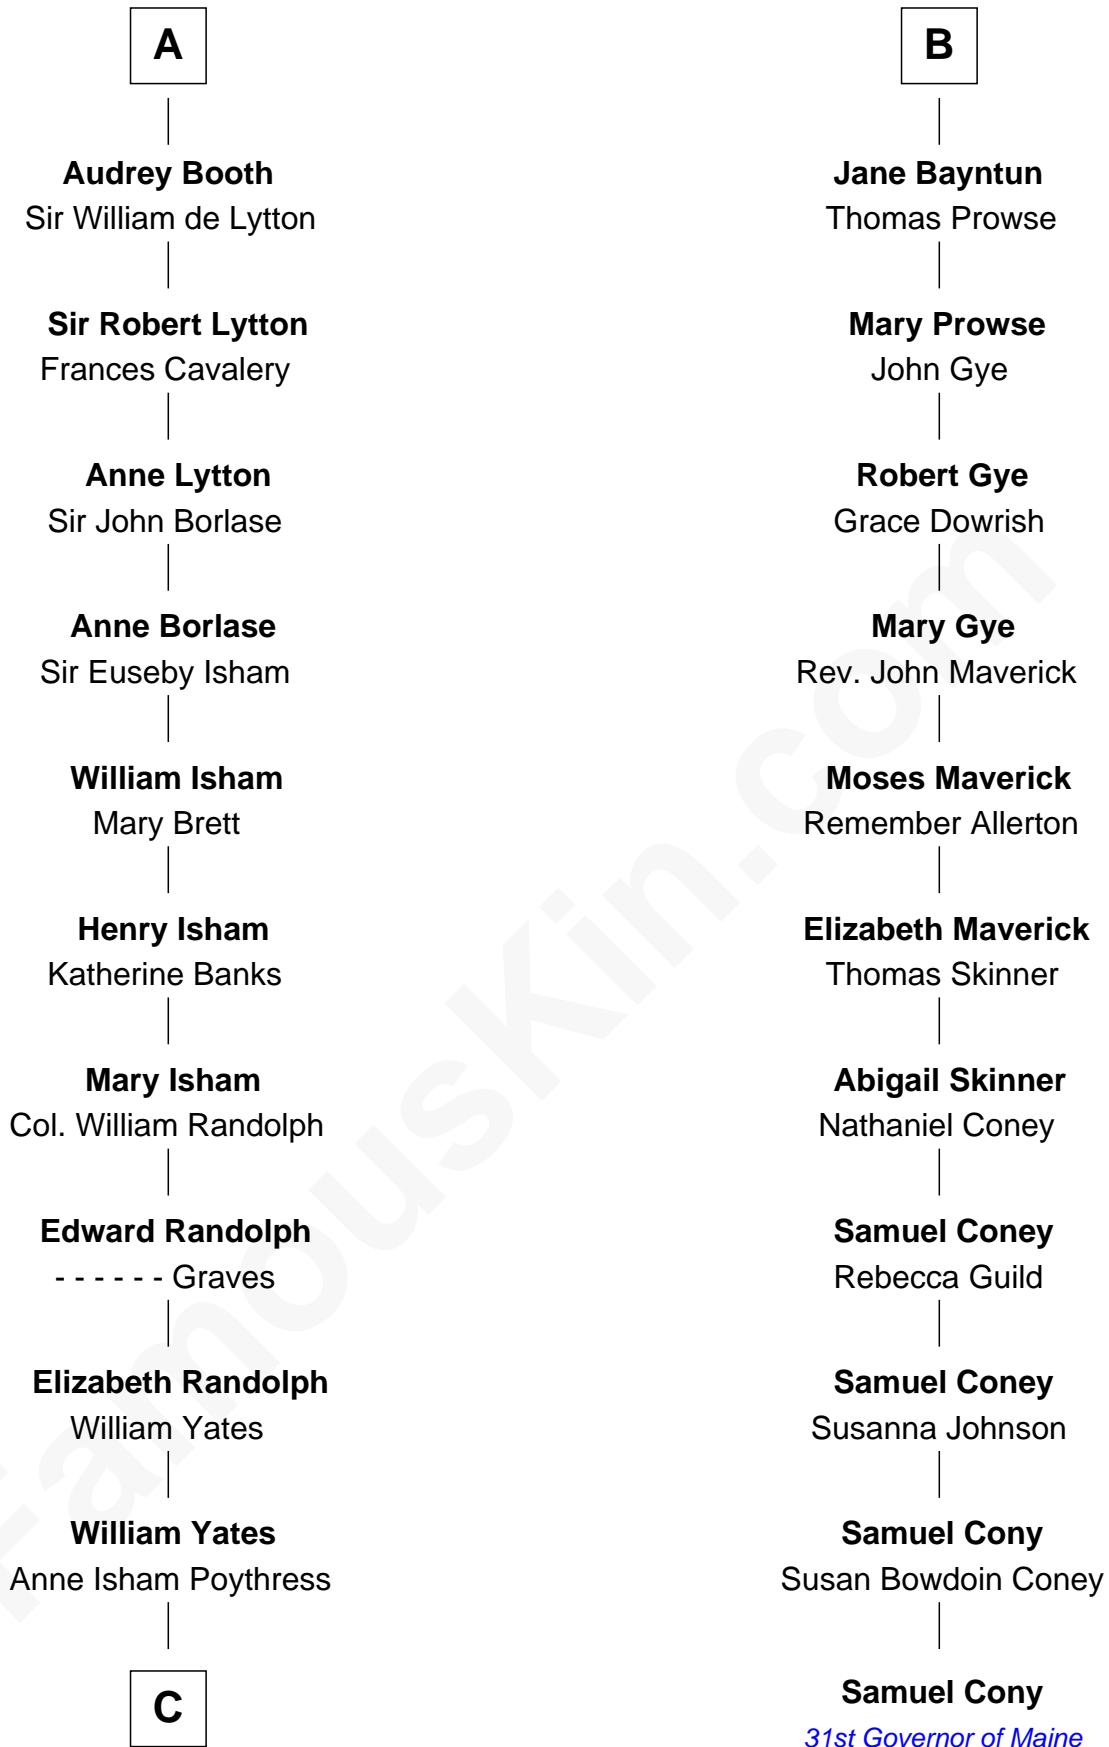 A
Audrey Booth
Sir William de Lytton
Sir Robert Lytton
Frances Cavalery
Anne Lytton
Sir John Borlase
Anne Borlase
Sir Euseby Isham
William Isham
Mary Brett
Henry Isham
Katherine Banks
Mary Isham
Col. William Randolph
Edward Randolph
- - - - - - Graves
Elizabeth Randolph
William Yates
William Yates
Anne Isham Poythress
C
B
Jane Bayntun
Thomas Prowse
Mary Prowse
John Gye
Robert Gye
Grace Dowrish
Mary Gye
Rev. John Maverick
Moses Maverick
Remember Allerton
Elizabeth Maverick
Thomas Skinner
Abigail Skinner
Nathaniel Coney
Samuel Coney
Rebecca Guild
Samuel Coney
Susanna Johnson
Samuel Cony
Susan Bowdoin Coney
Samuel Cony
31st Governor of Maine
FamousKin.com